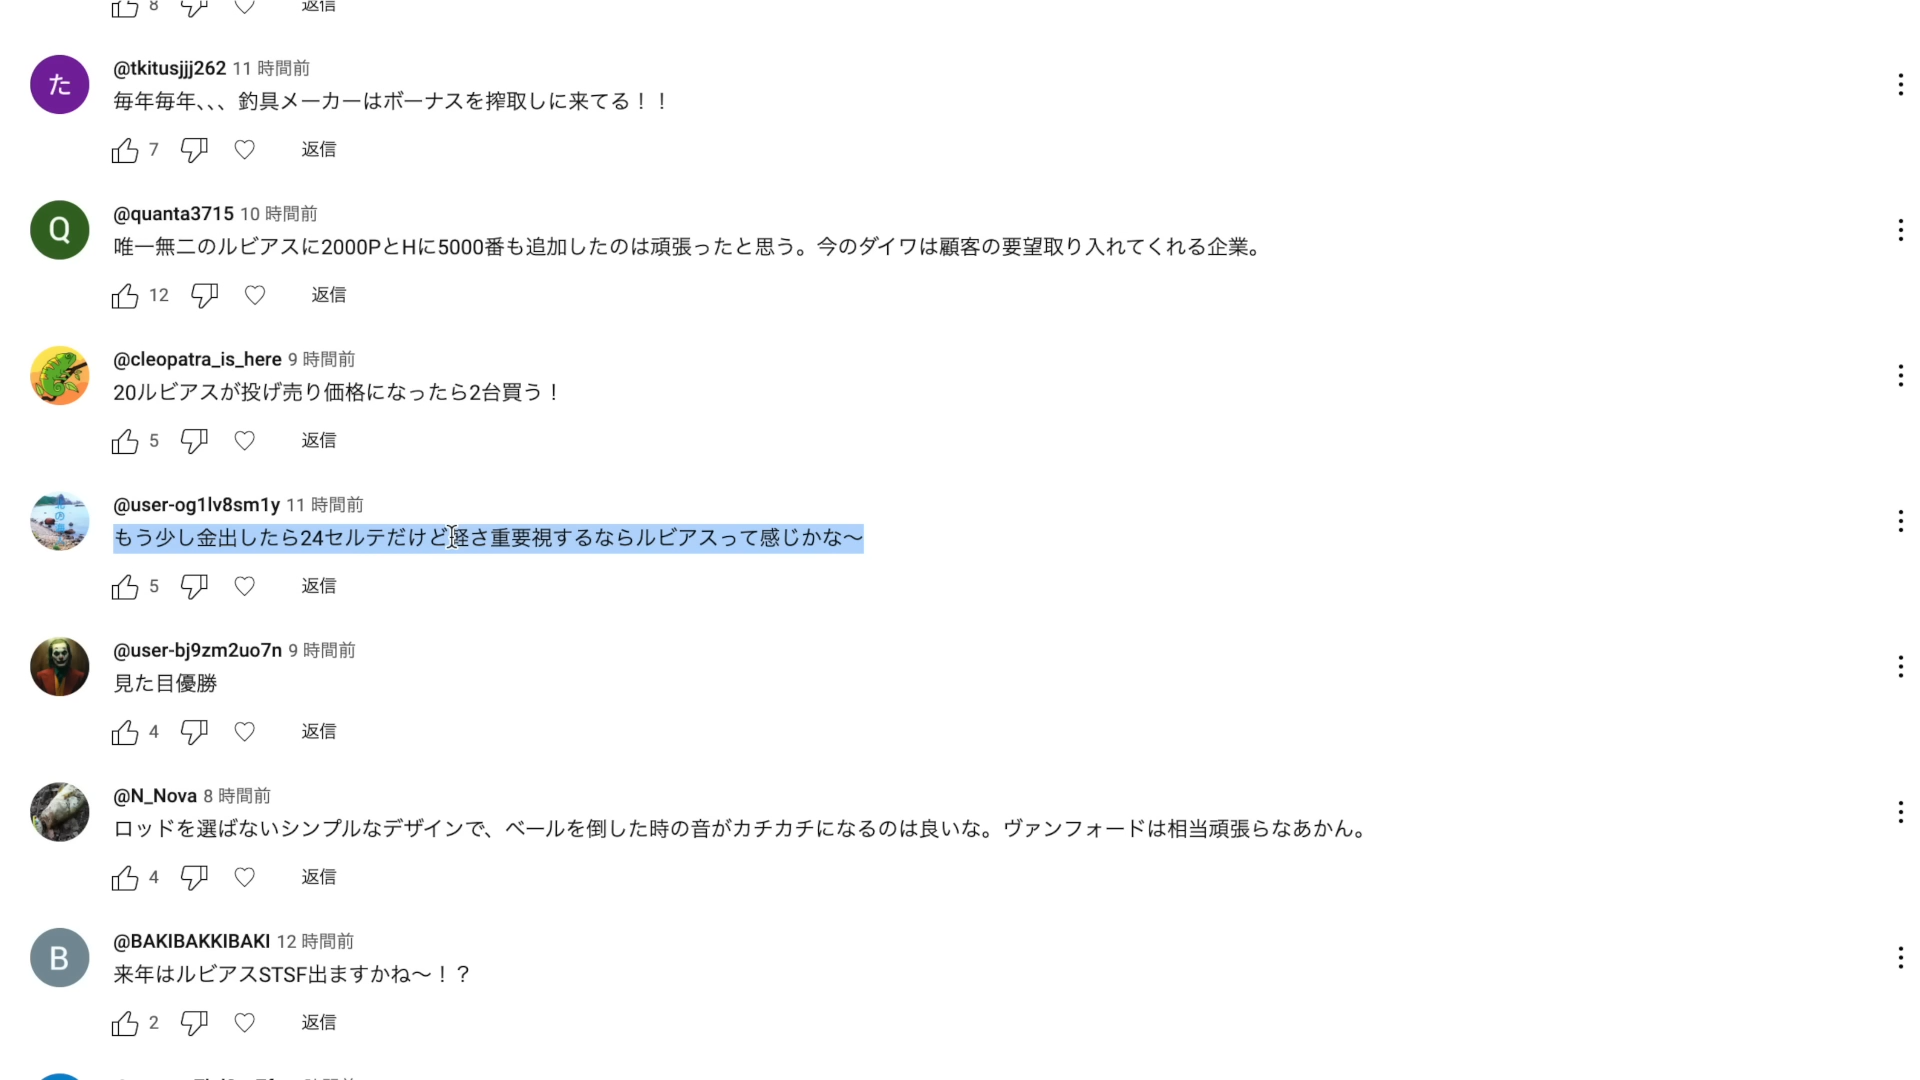 8 返信
@tkitusjjj262 11 時間前
た
毎年毎年、、、釣具メーカーはボーナスを搾取しに来てる！！
7 返信
@quanta3715 10 時間前
Q
唯一無二のルビアスに2000PとHに5000番も追加したのは頑張ったと思う。今のダイワは顧客の要望取り入れてくれる企業。
12 返信
@cleopatra_is_here 9 時間前
20ルビアスが投げ売り価格になったら2台買う！
5 返信
@user-og1lv8sm1y 11 時間前
もう少し金出したら24セルテだけど軽さ重要視するならルビアスって感じかな〜
5 返信
@user-bj9zm2uo7n 9 時間前
見た目優勝
4 返信
@N_Nova 8 時間前
ロッドを選ばないシンプルなデザインで、ベールを倒した時の音がカチカチになるのは良いな。ヴァンフォードは相当頑張らなあかん。
4 返信
@BAKIBAKKIBAKI 12 時間前
B
来年はルビアスSTSF出ますかね〜！？
2 返信